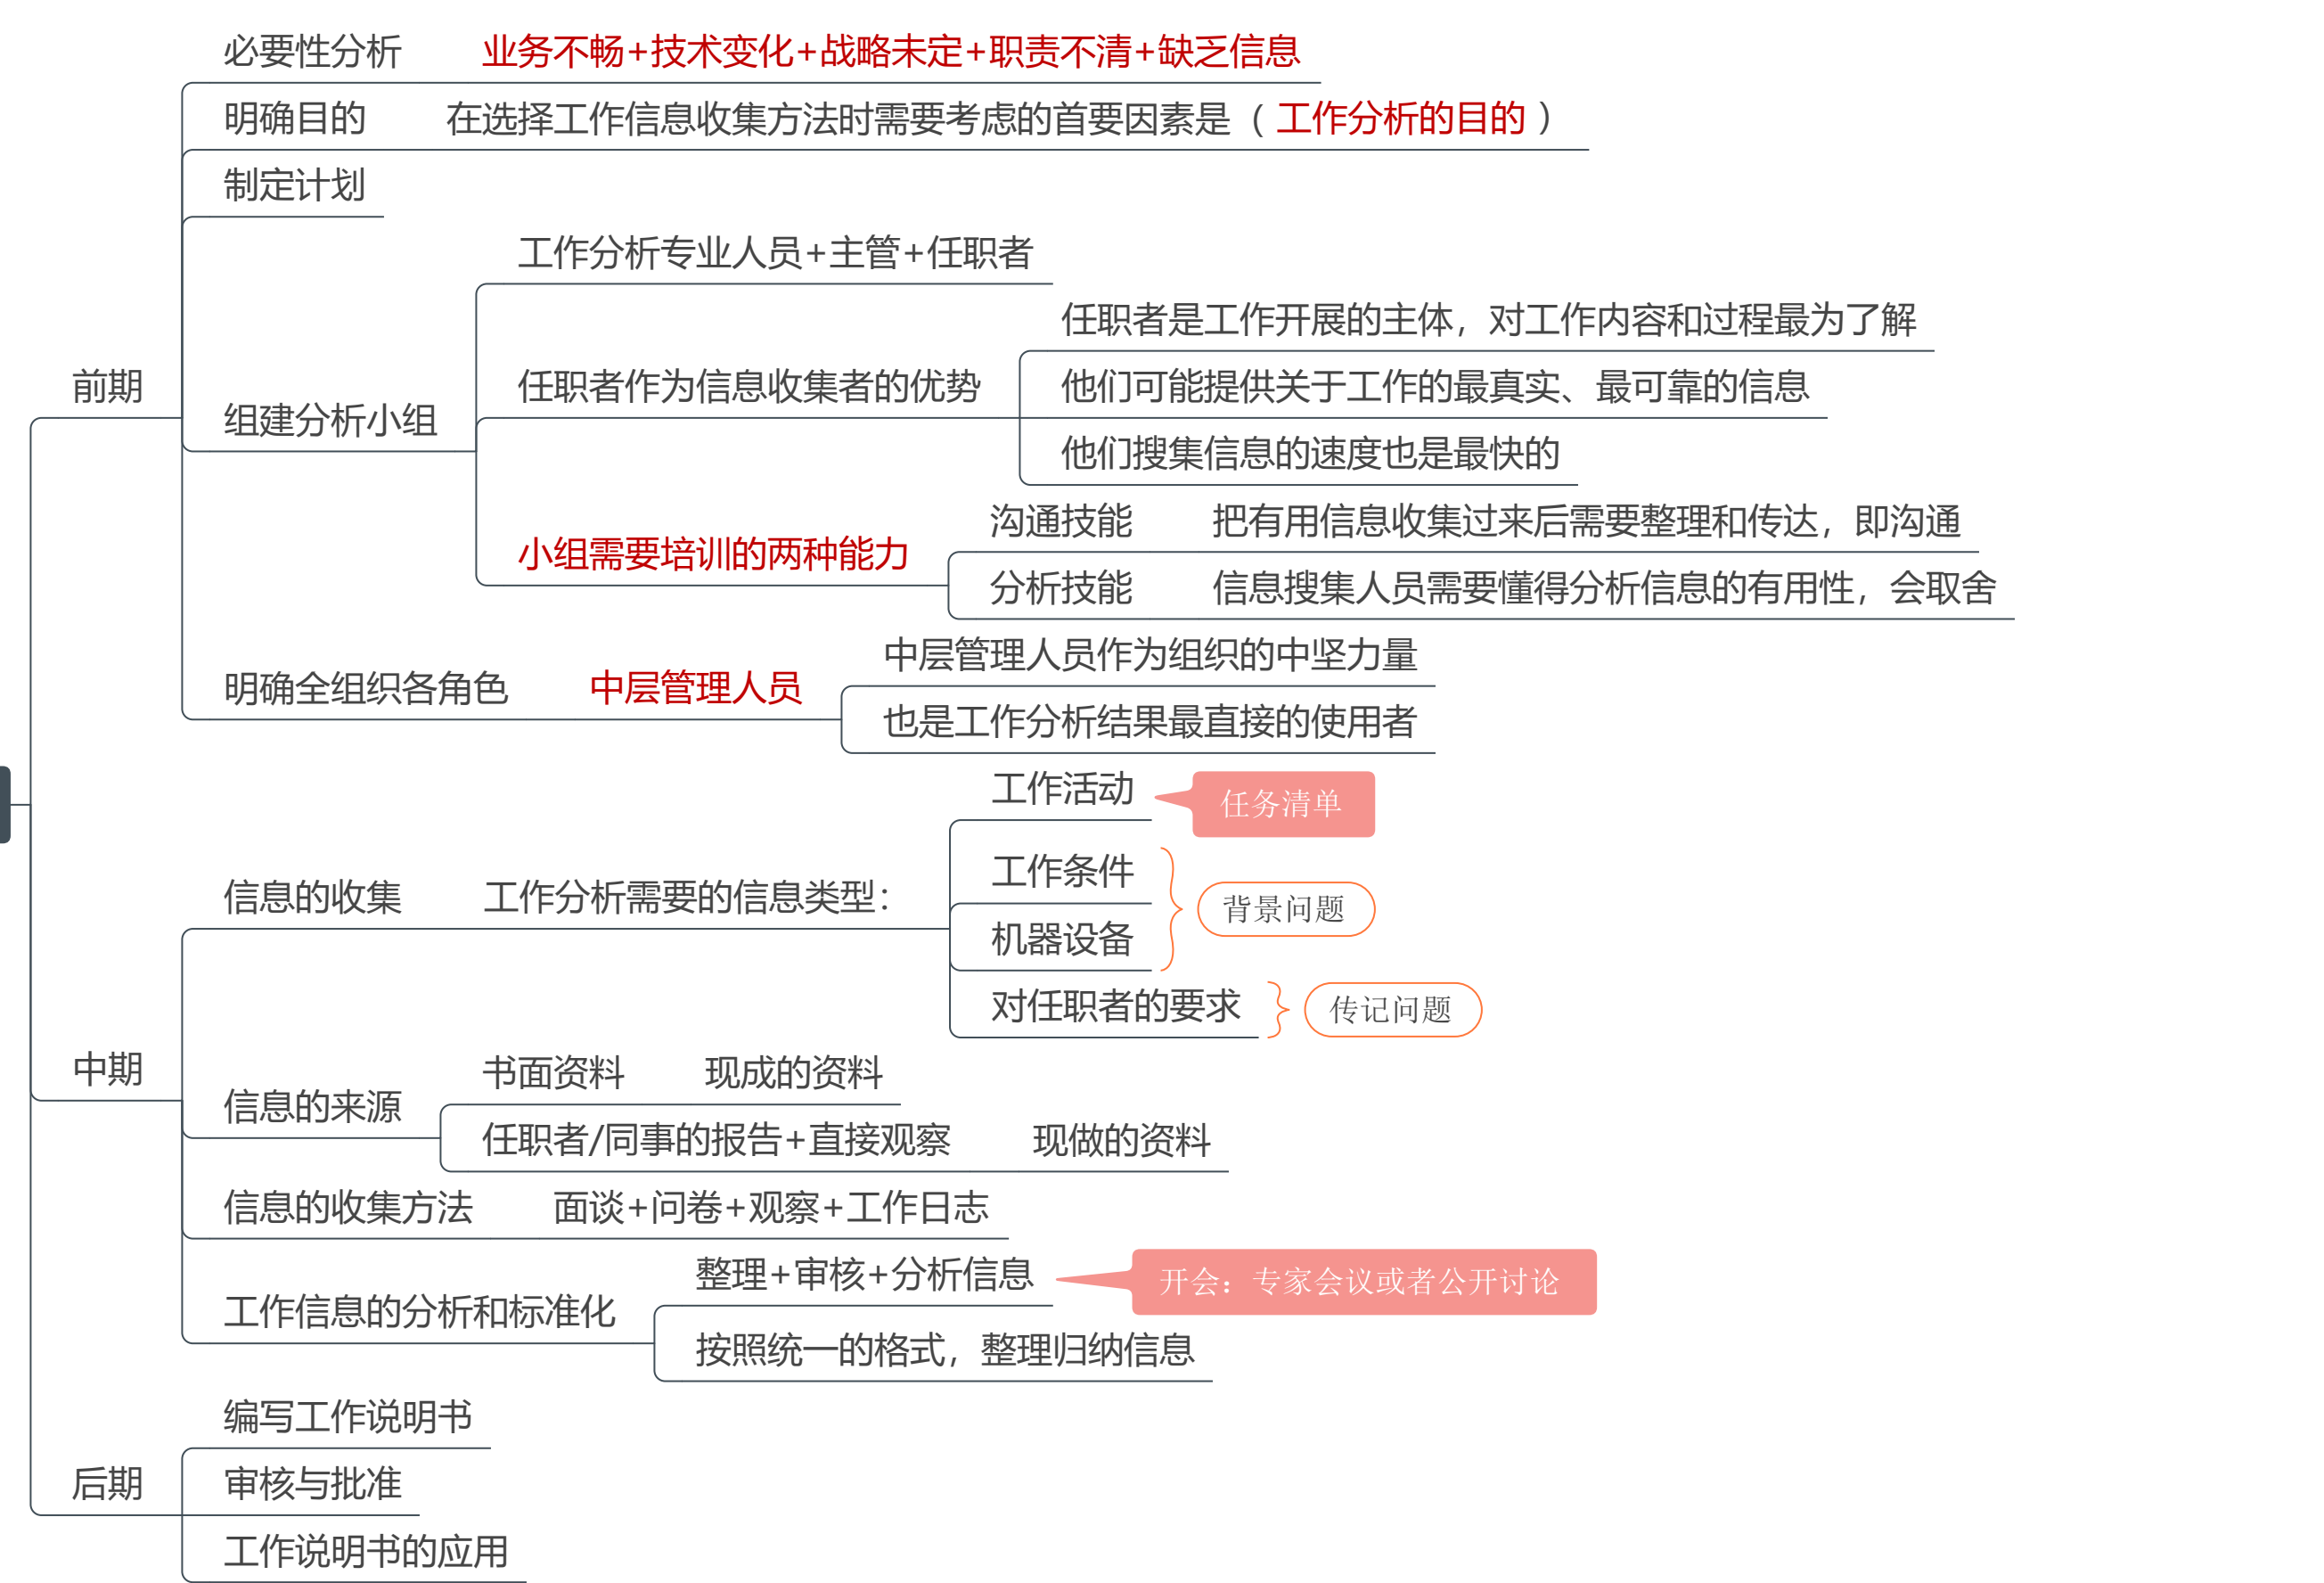 必要性分析 业务不畅+技术变化+战略未定+职责不清+缺乏信息
明确目的 在选择工作信息收集方法时需要考虑的首要因素是（工作分析的目的）
制定计划
工作分析专业人员+主管+任职者
任职者是工作开展的主体，对工作内容和过程最为了解
前期
任职者作为信息收集者的优势
他们可能提供关于工作的最真实、最可靠的信息
组建分析小组
他们搜集信息的速度也是最快的
沟通技能 把有用信息收集过来后需要整理和传达，即沟通
小组需要培训的两种能力
分析技能 信息搜集人员需要懂得分析信息的有用性，会取舍
中层管理人员作为组织的中坚力量
明确全组织各角色 中层管理人员
也是工作分析结果最直接的使用者
工作活动 任务清单
工作条件
信息的收集 工作分析需要的信息类型：
背景问题
机器设备
对任职者的要求 传记问题
中期
书面资料 现成的资料
信息的来源
任职者/同事的报告+直接观察 现做的资料
信息的收集方法 面谈+问卷+观察+工作日志
整理+审核+分析信息 开会：专家会议或者公开讨论
工作信息的分析和标准化
按照统一的格式，整理归纳信息
编写工作说明书
后期
审核与批准
工作说明书的应用